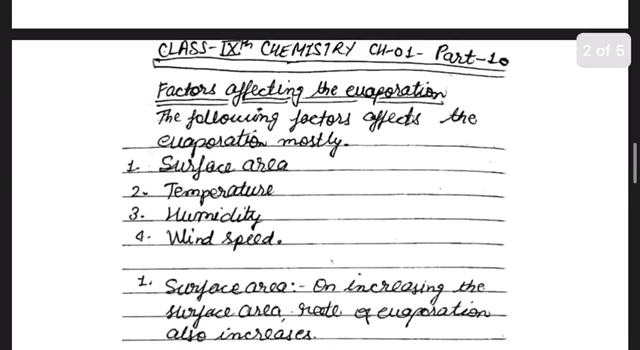 CLASS-IXth CHEMISTRY CH-01- Part-10
2 of 5
Factors affecting the evaporation
The following factors affects the
evaporation mostly.
1. Surface area
2. Temperature
3. Humidity
4. Wind speed.
1. Surface area:- On increasing the
surface area, rate of evaporation
also increases.